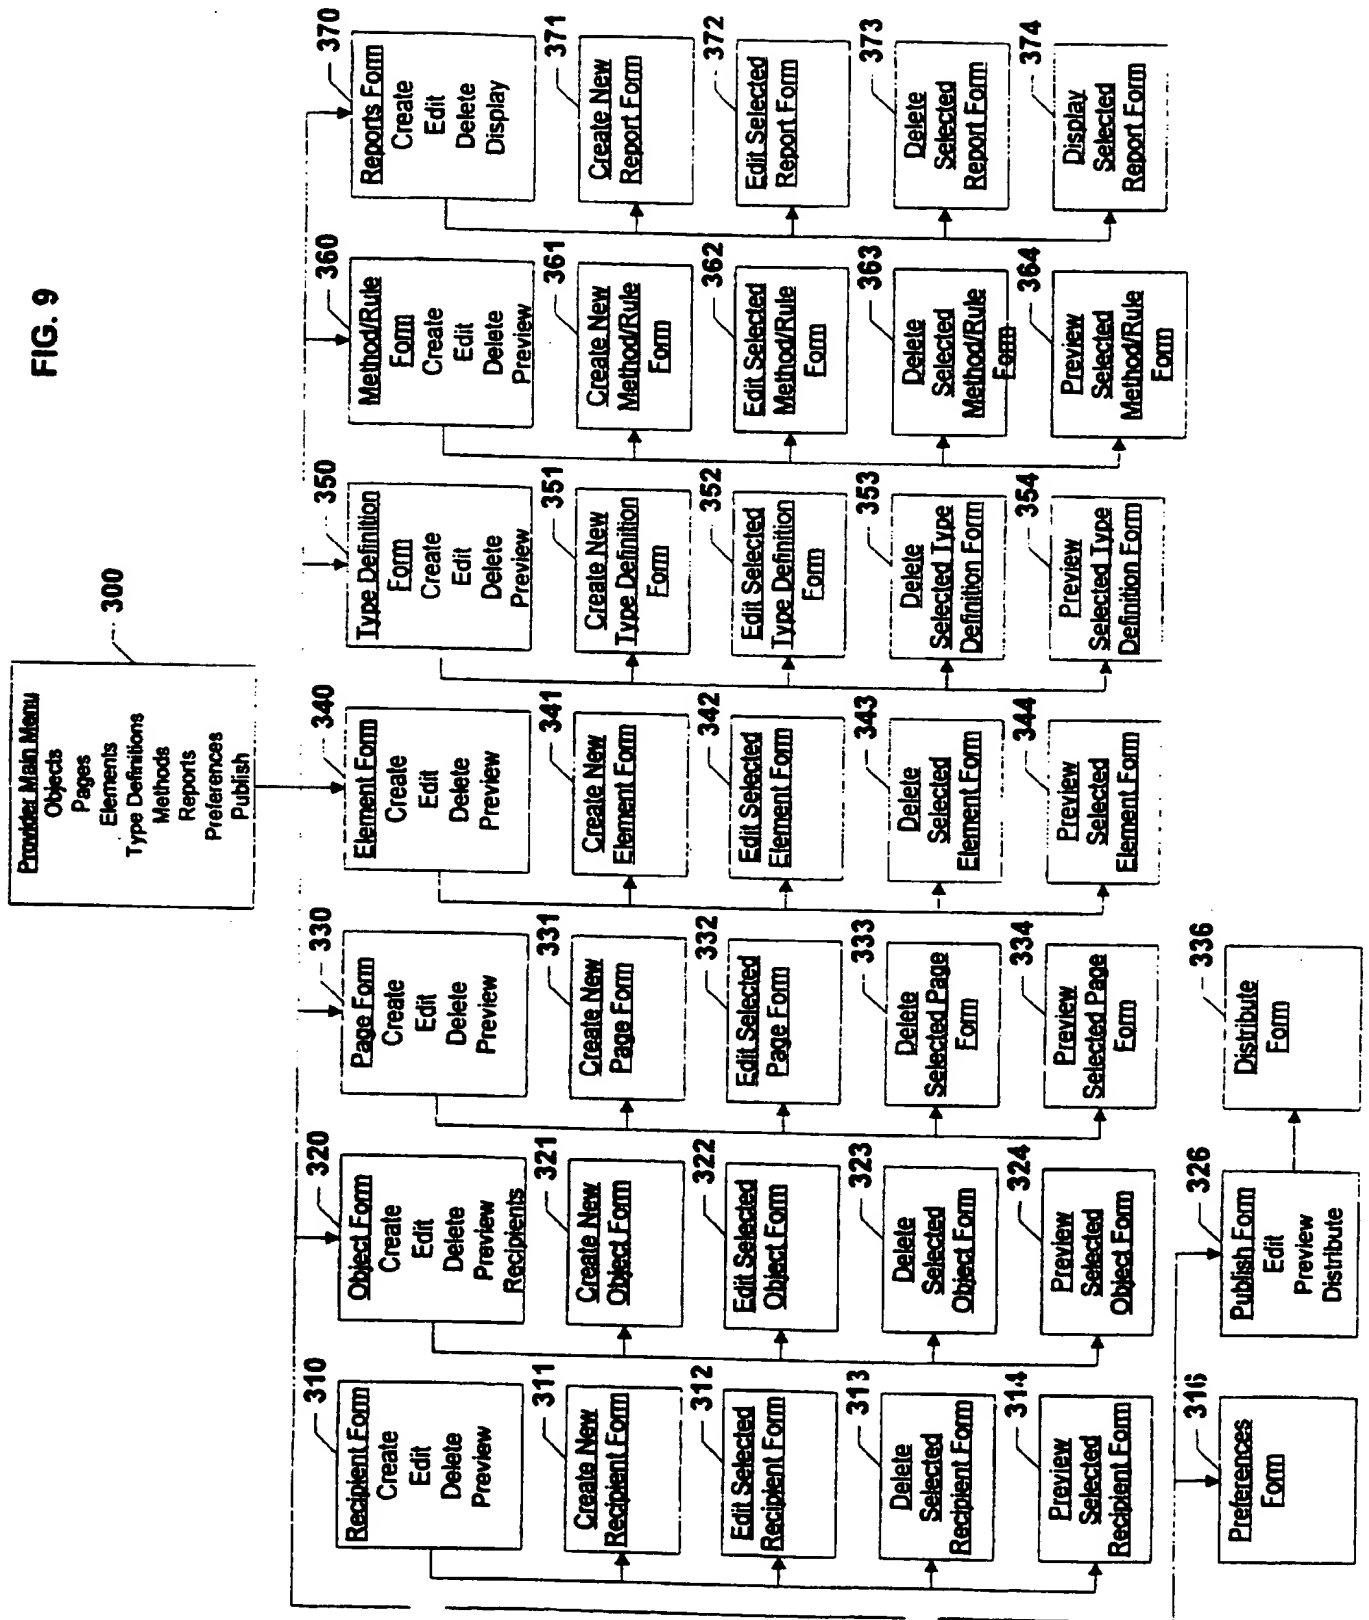 FIG. 9
Provider Main Menu
Objects
Pages
Elements
Type Definitions
Methods
Reports
Preferences
Publish
300
310
Recipient Form
Create
Edit
Delete
Preview
320
Object Form
Create
Edit
Delete
Preview
Recipients
330
Page Form
Create
Edit
Delete
Preview
340
Element Form
Create
Edit
Delete
Preview
350
Type Definition
Form
Create
Edit
Delete
Preview
360
Method/Rule
Form
Create
Edit
Delete
Preview
370
Reports Form
Create
Edit
Delete
Display
311
Create New
Recipient Form
321
Create New
Object Form
331
Create New
Page Form
341
Create New
Element Form
351
Create New
Type Definition
Form
361
Create New
Method/Rule
Form
371
Create New
Report Form
312
Edit Selected
Recipient Form
322
Edit Selected
Object Form
332
Edit Selected
Page Form
342
Edit Selected
Element Form
352
Edit Selected
Type Definition
Form
362
Edit Selected
Method/Rule
Form
372
Edit Selected
Report Form
313
Delete
Selected
Recipient Form
323
Delete
Selected
Object Form
333
Delete
Selected Page
Form
343
Delete
Selected
Element Form
353
Delete
Selected Type
Definition Form
363
Delete
Selected
Method/Rule
Form
373
Delete
Selected
Report Form
314
Preview
Selected
Recipient Form
324
Preview
Selected
Object Form
334
Preview
Selected Page
Form
344
Preview
Selected
Element Form
354
Preview
Selected Type
Definition Form
364
Preview
Selected
Method/Rule
Form
374
Display
Selected
Report Form
316
Preferences
Form
326
Publish Form
Edit
Preview
Distribute
336
Distribute
Form